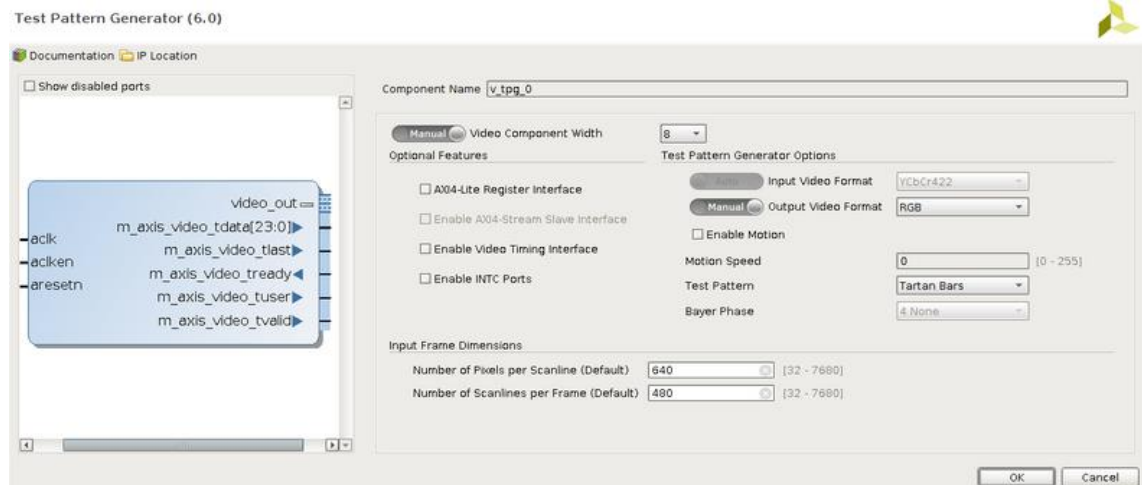 Test Pattern Generator (6.0)
Documentation IP Location
Show disabled ports
video_out
m_axis_video_tdata[23:0]
aclk
m_axis_video_tlast
aclken
m_axis_video_tready
aresetn
m_axis_video_tuser
m_axis_video_tvalid
Component Name v_tpg_0
Manual Video Component Width 8
Optional Features
AXI4-Lite Register Interface
Enable AXI4-Stream Slave Interface
Enable Video Timing Interface
Enable INTC Ports
Test Pattern Generator Options
Auto Input Video Format YCbCr422
Manual Output Video Format RGB
Enable Motion
Motion Speed 0 [0 - 255]
Test Pattern Tartan Bars
Bayer Phase 4 None
Input Frame Dimensions
Number of Pixels per Scanline (Default) 640 [32 - 7680]
Number of Scanlines per Frame (Default) 480 [32 - 7680]
OK Cancel